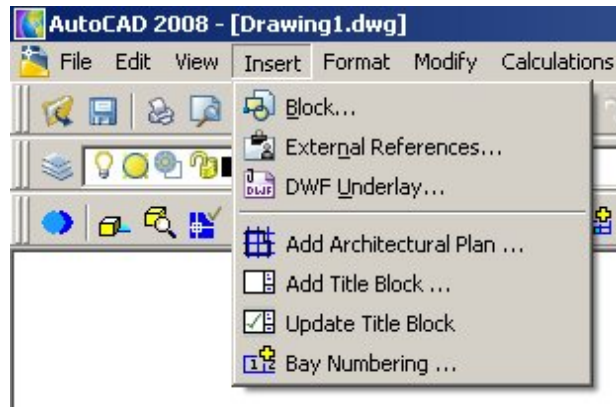 AutoCAD 2008 - [Drawing1.dwg]
File Edit View Insert Format Modify Calculations
Block...
External References...
DWF Underlay...
Add Architectural Plan ...
Add Title Block ...
Update Title Block
Bay Numbering ...